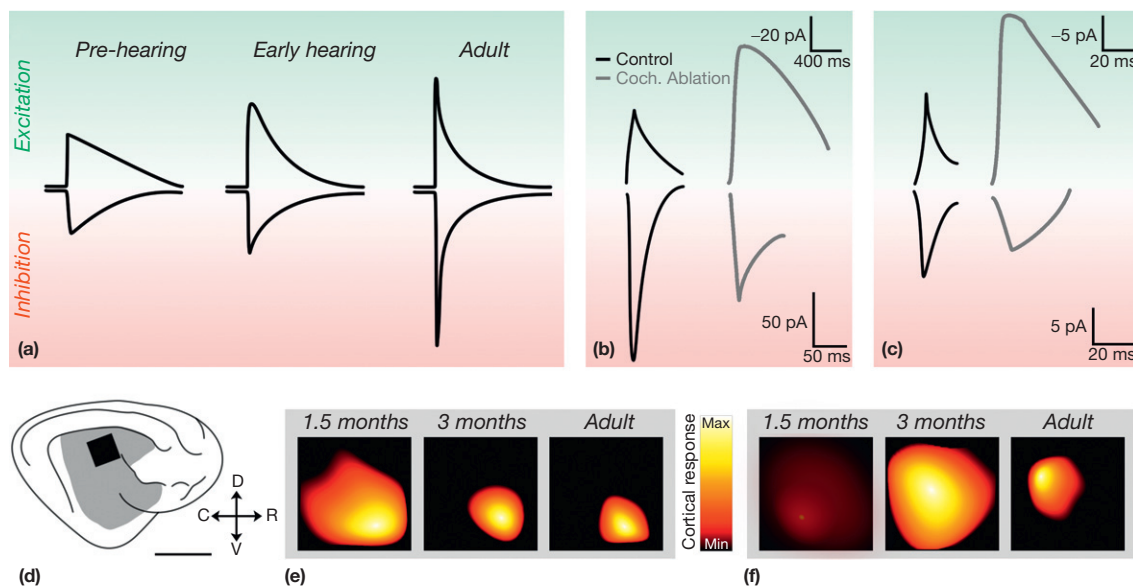 Pre-hearing
Early hearing
Adult
Excitation
Inhibition
(a)
Control
Coch. Ablation
–20 pA
400 ms
50 pA
50 ms
(b)
–5 pA
20 ms
5 pA
20 ms
(c)
D
C R
V
(d)
1.5 months 3 months Adult
(e)
Cortical response
Max
Min
1.5 months 3 months Adult
(f)